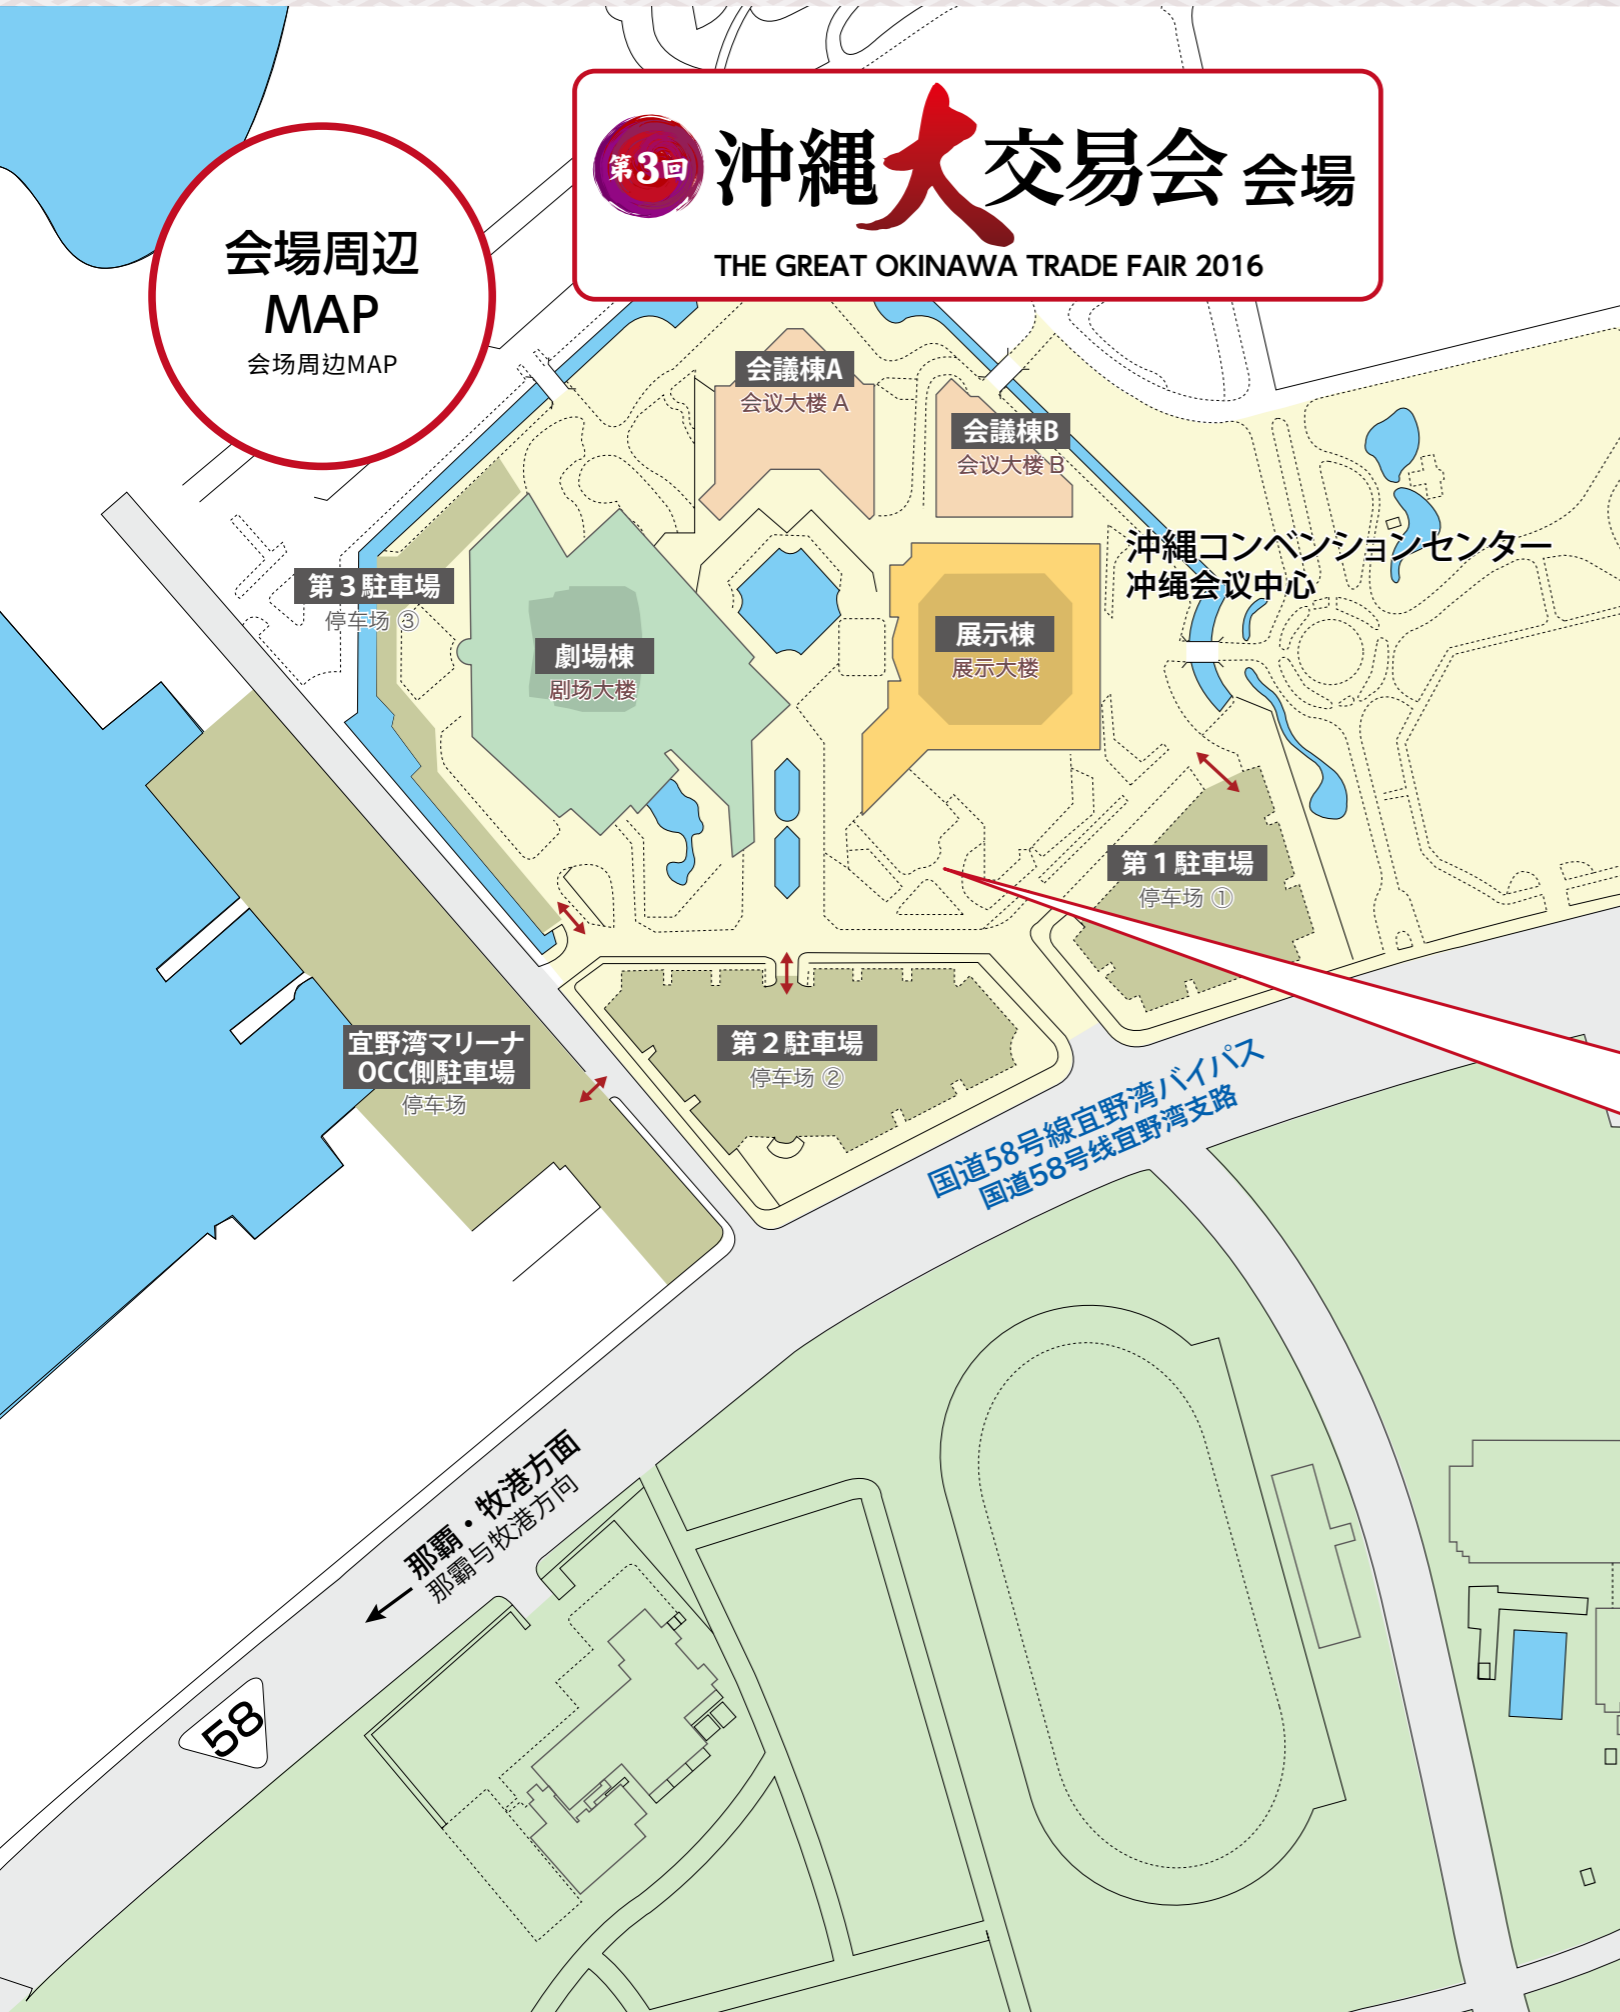 会場周辺
MAP
会场周辺MAP
第3回 沖縄大交易会 会場
THE GREAT OKINAWA TRADE FAIR 2016
会議棟A
会议大楼 A
会議棟B
会议大楼 B
沖縄コンベンションセンター
冲绳会议中心
第3駐車場
停车场 ③
劇場棟
剧场大楼
展示棟
展示大楼
第1駐車場
停车场 ①
宜野湾マリーナ
OCC側駐車場
停车场
第2駐車場
停车场 ②
国道58号線宜野湾バイパス
国道58号线宜野湾支路
那覇・牧港方面
那霸与牧港方向
58